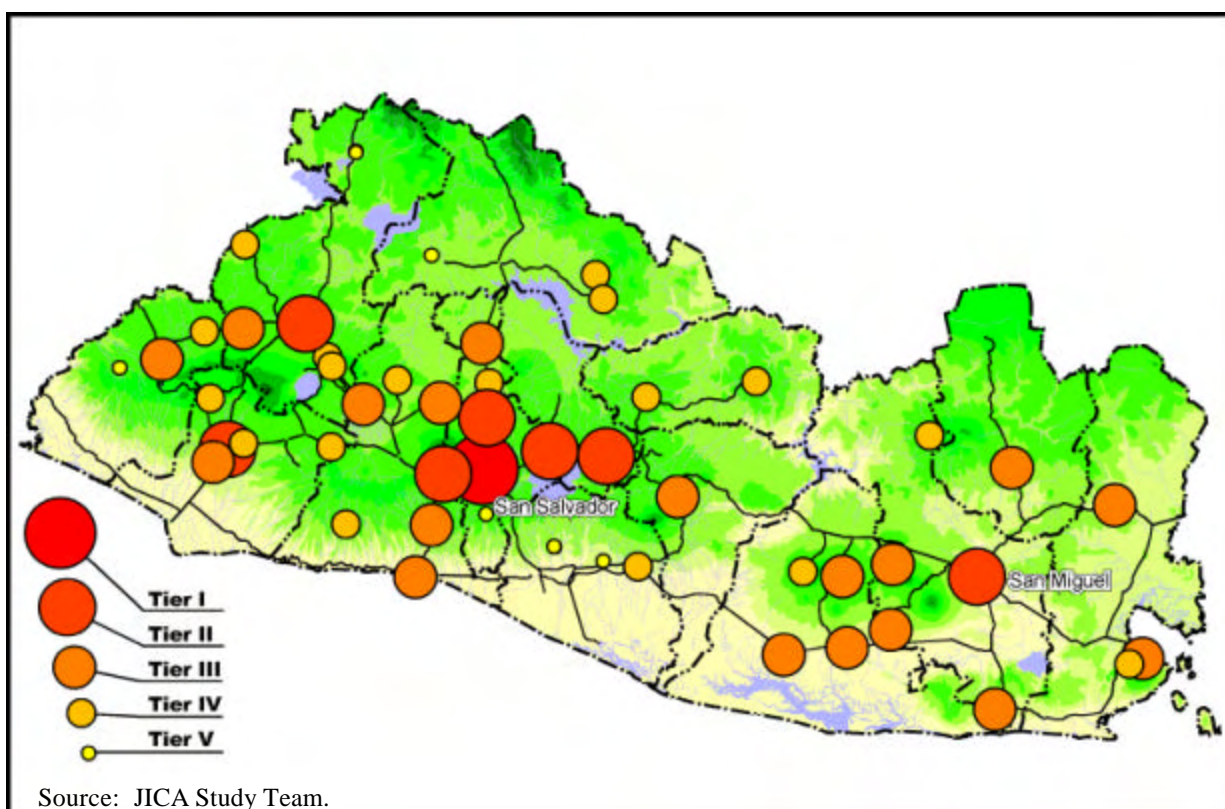 San Salvador
San Miguel
Tier I
Tier II
Tier III
Tier IV
Tier V
Source: JICA Study Team.